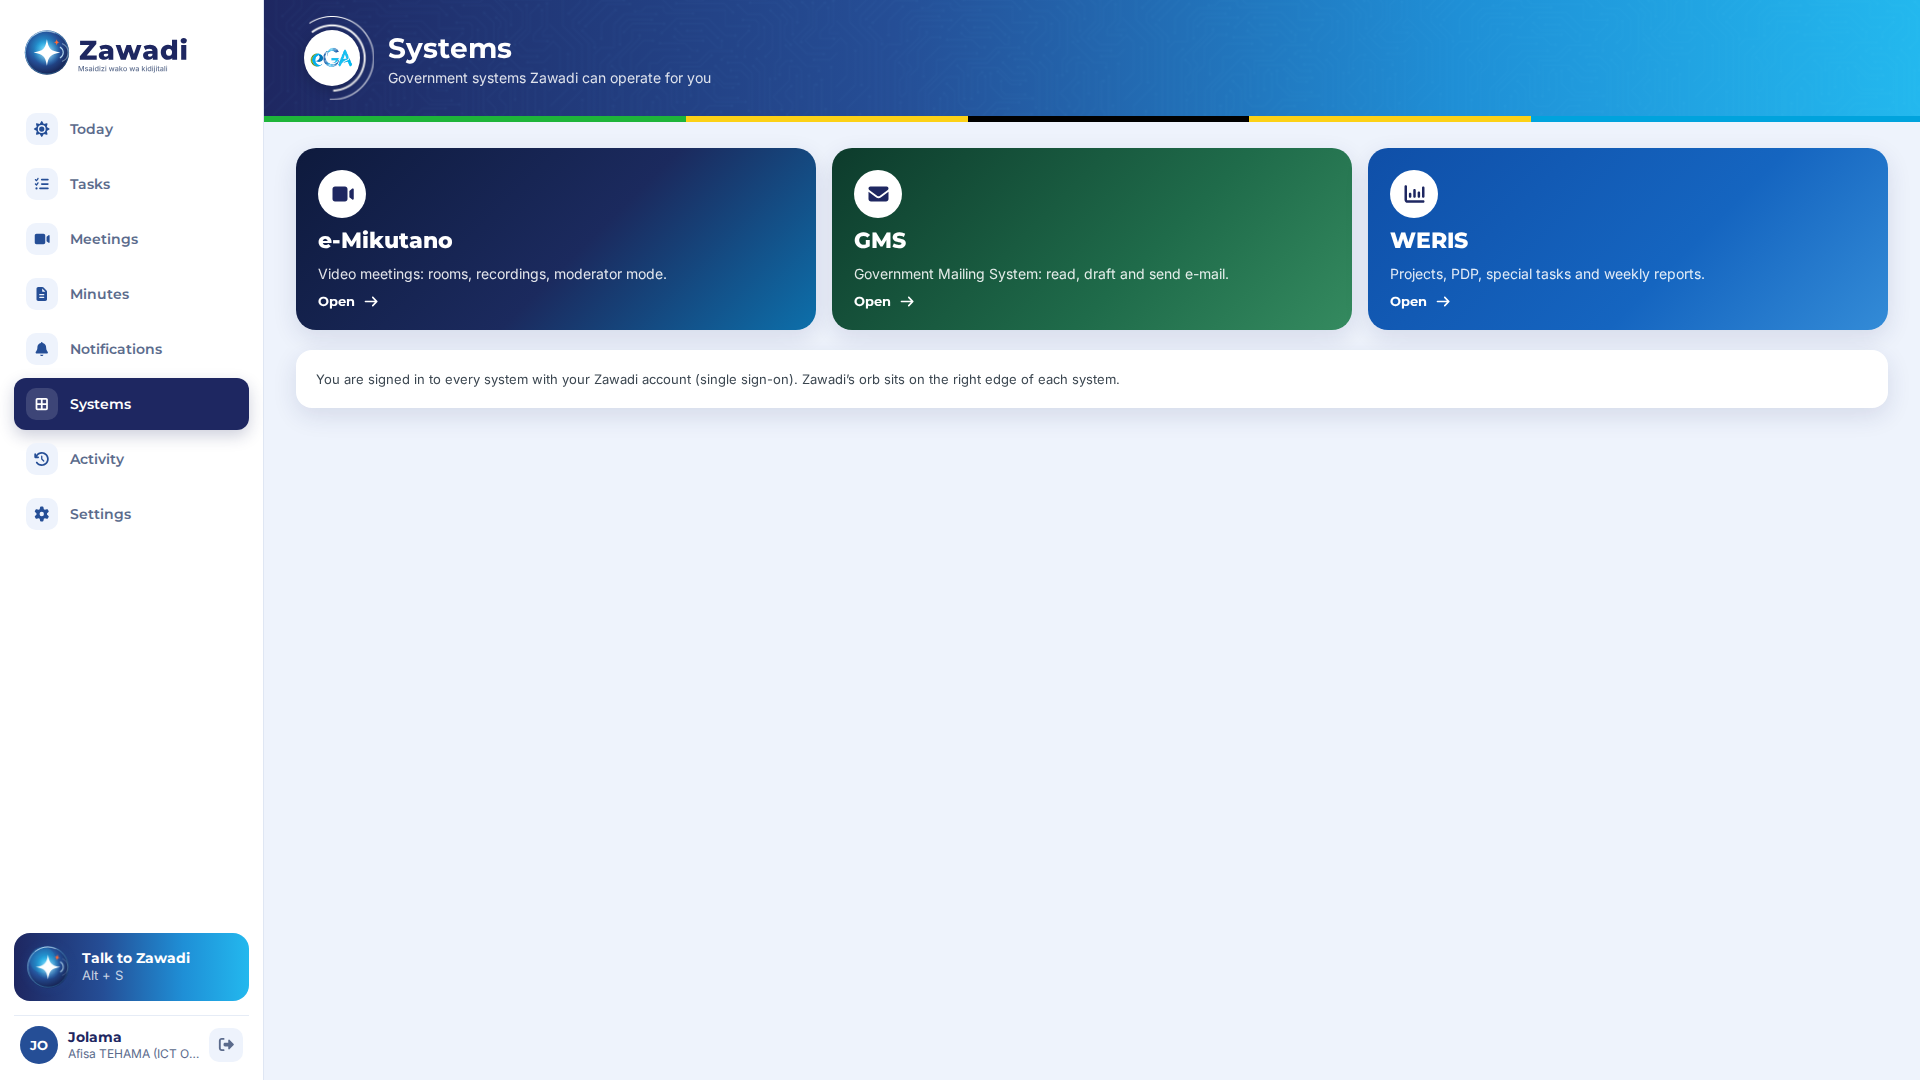 Zawadi
Msaidizi wako wa kidijitali
Today
Tasks
Meetings
Minutes
Notifications
Systems
Activity
Settings
Talk to Zawadi
Alt + S
JO
Jolama
Afisa TEHAMA (ICT O...
eGA
Systems
Government systems Zawadi can operate for you
e-Mikutano
Video meetings: rooms, recordings, moderator mode.
Open
GMS
Government Mailing System: read, draft and send e-mail.
Open
WERIS
Projects, PDP, special tasks and weekly reports.
Open
You are signed in to every system with your Zawadi account (single sign-on). Zawadi’s orb sits on the right edge of each system.